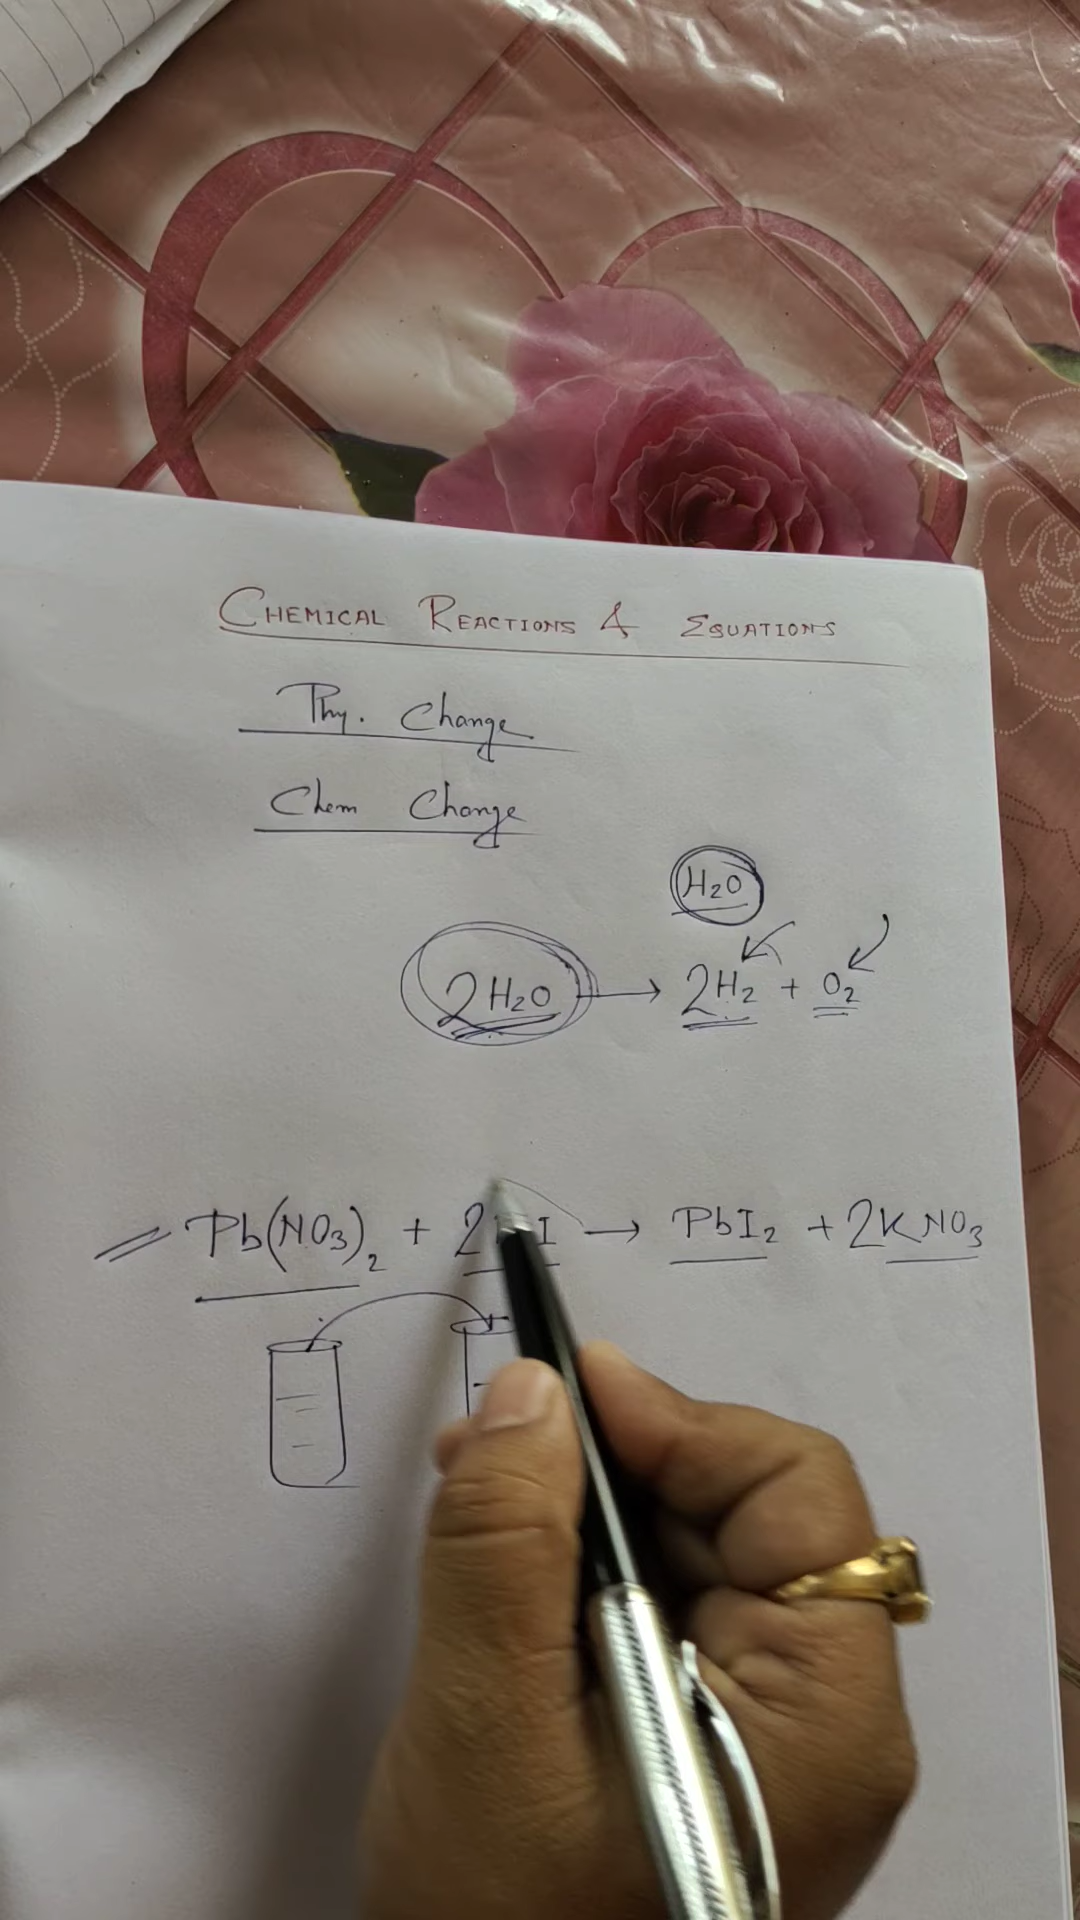 CHEMICAL REACTIONS & EQUATIONS
Phy. Change
Chem Change
H2O
2H2O → 2H2 + O2
Pb(NO3)2 + 2 I → PbI2 + 2KNO3